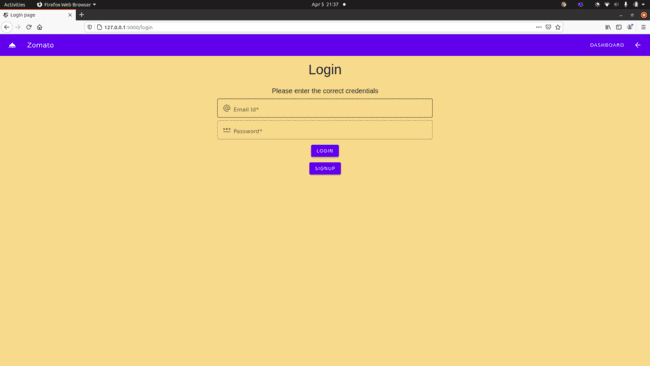 Activities
Firefox Web Browser
Apr 5 21:37
Login page
127.0.0.1:5000/login
Zomato
DASHBOARD
Login
Please enter the correct credentials
Email Id*
Password*
LOGIN
SIGNUP